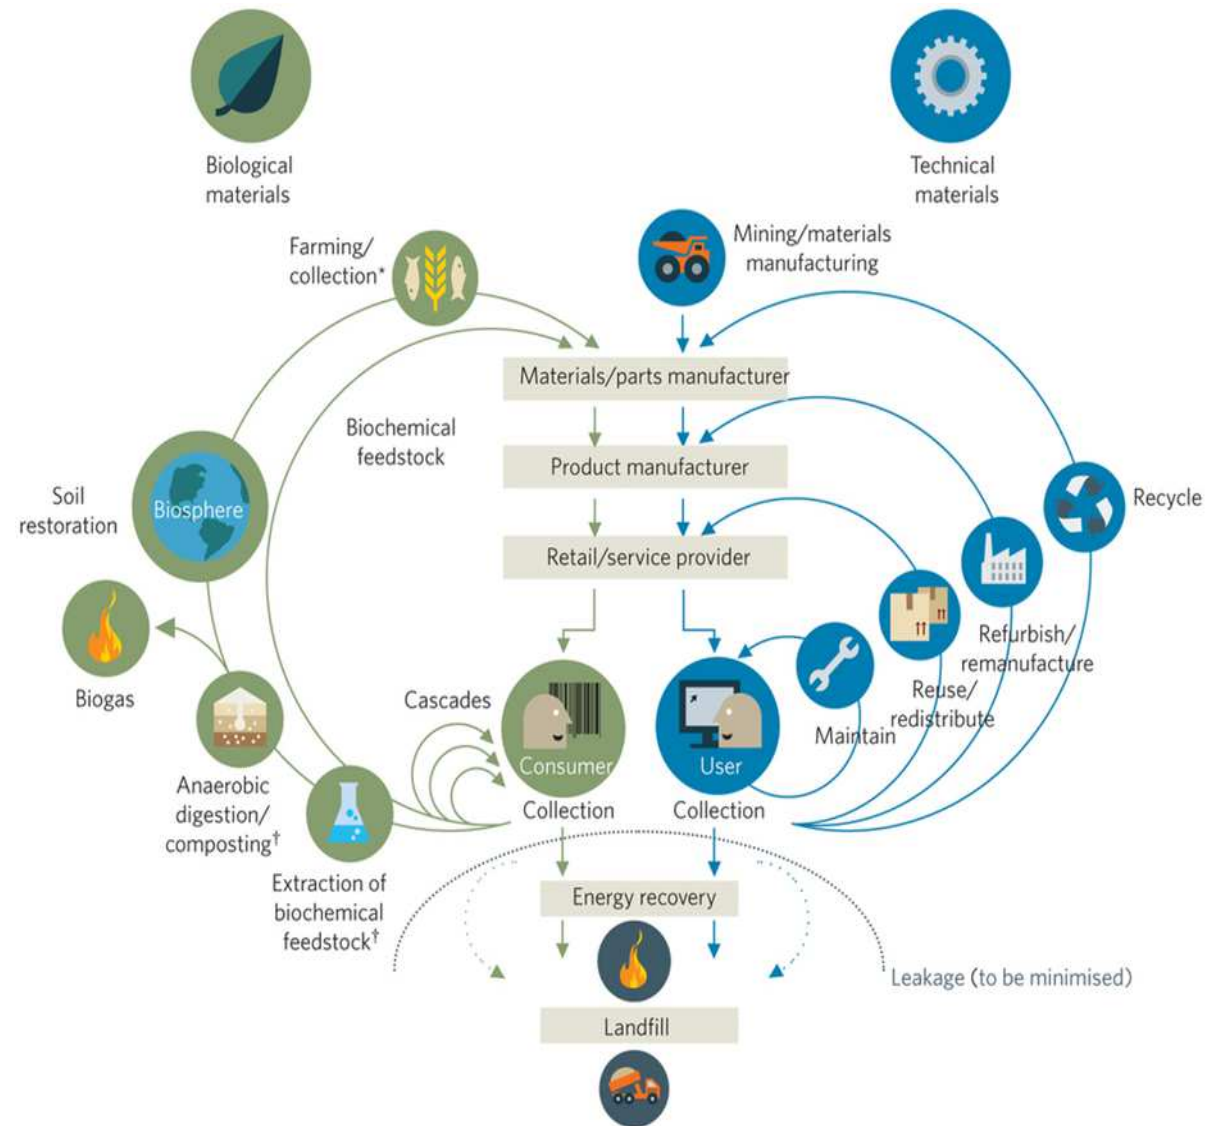 Biological
materials
Technical
materials
Farming/
collection*
Mining/materials
manufacturing
Materials/parts manufacturer
Biochemical
feedstock
Product manufacturer
Soil
restoration
Biosphere
Recycle
Retail/service provider
Biogas
Refurbish/
remanufacture
Reuse/
redistribute
Maintain
Cascades
Consumer
User
Collection
Collection
Anaerobic
digestion/
composting†
Extraction of
biochemical
feedstock†
Energy recovery
Leakage (to be minimised)
Landfill